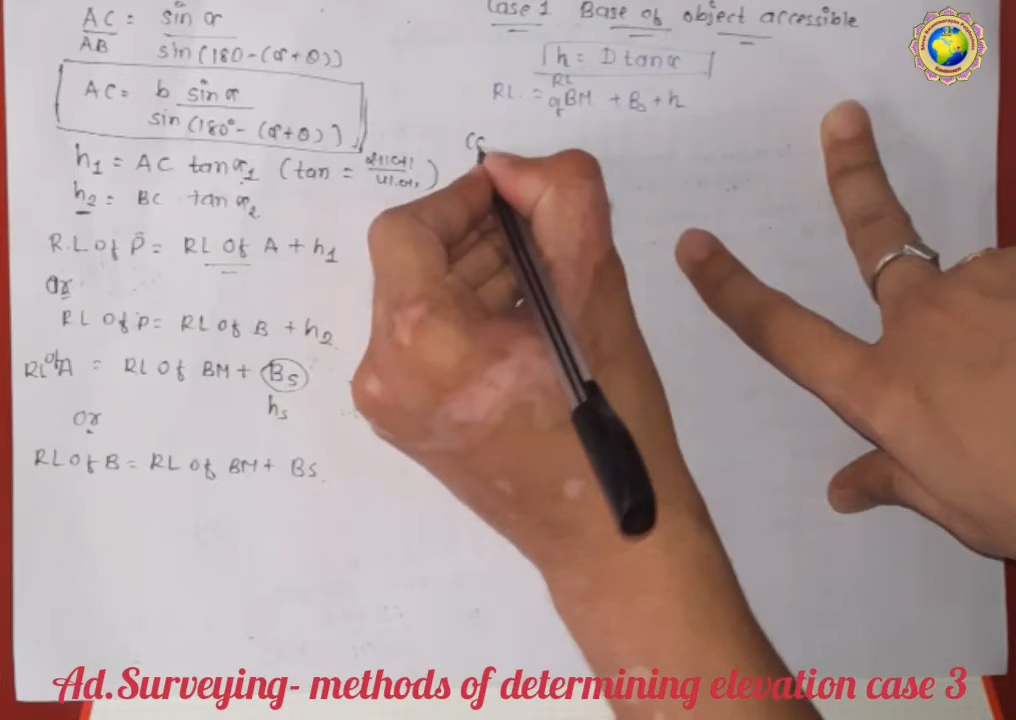 AC = sin α
AB sin(180-(α+θ))
AC = b sin α
sin(180°-(α+θ))
h1 = AC tan α1 (tan =
h2 = BC tan α2
R.L of P = RL Of A + h1
Or
RL Of P = RL Of B + h2
RL of A = RL Of BM + Bs
hs
Or
RL Of B = RL Of BM + BS.
Case 1 Base of object accessible
h = D tan α
RL = RL of BM + Bs + h
Ad.Surveying- methods of determining elevation case 3